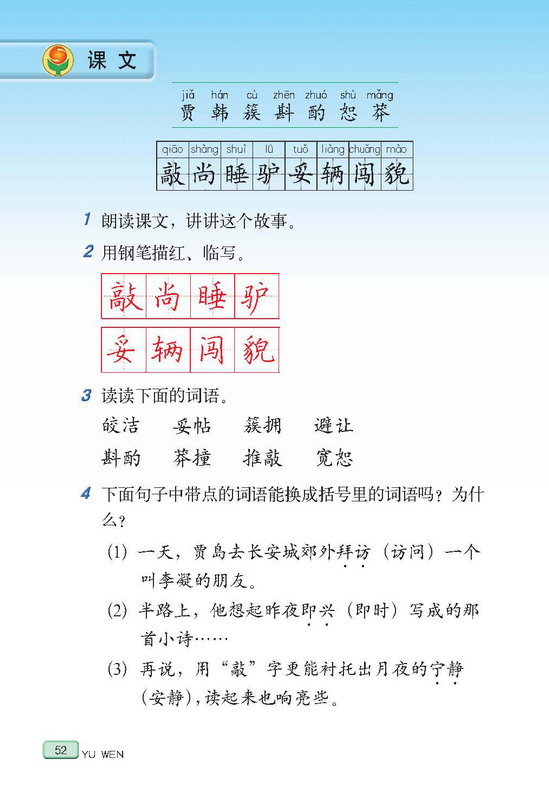 课文
jiǎ hán cù zhēn zhuó shù mǎng
贾 韩 簇 斟 酌 恕 莽
qiāo shàng shuì lǘ tuǒ liàng chuǎng mào
敲 尚 睡 驴 妥 辆 闯 貌
1 朗读课文，讲讲这个故事。
2 用钢笔描红、临写。
敲 尚 睡 驴
妥 辆 闯 貌
3 读读下面的词语。
皎洁 妥帖 簇拥 避让
斟酌 莽撞 推敲 宽恕
4 下面句子中带点的词语能换成括号里的词语吗？为什
么？
(1) 一天，贾岛去长安城郊外拜访（访问）一个
叫李凝的朋友。
(2) 半路上，他想起昨夜即兴（即时）写成的那
首小诗……
(3) 再说，用“敲”字更能衬托出月夜的宁静
（安静），读起来也响亮些。
52 YU WEN